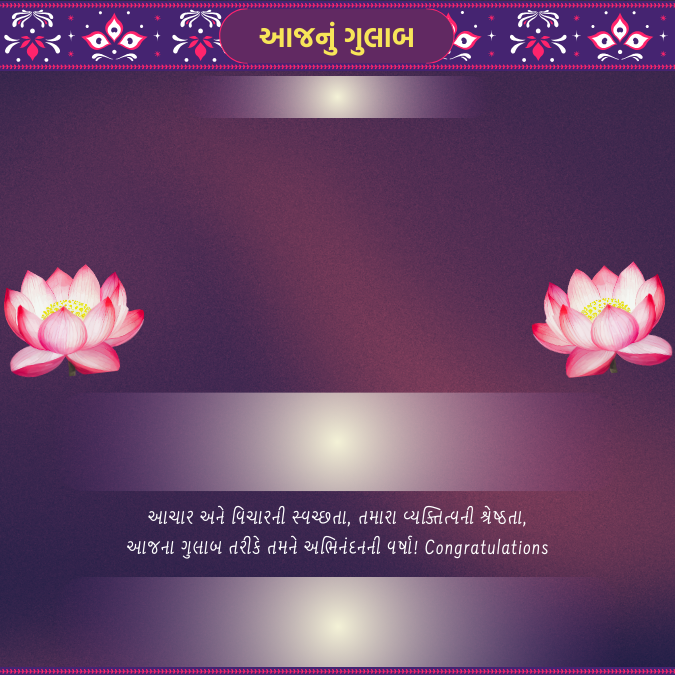 આજનું ગુલાબ
આચાર અને વિચારની સ્વચ્છતા, તમારા વ્યક્તિત્વની શ્રેષ્ઠતા,
આજના ગુલાબ તરીકે તમને અભિનંદનની વર્ષા! Congratulations